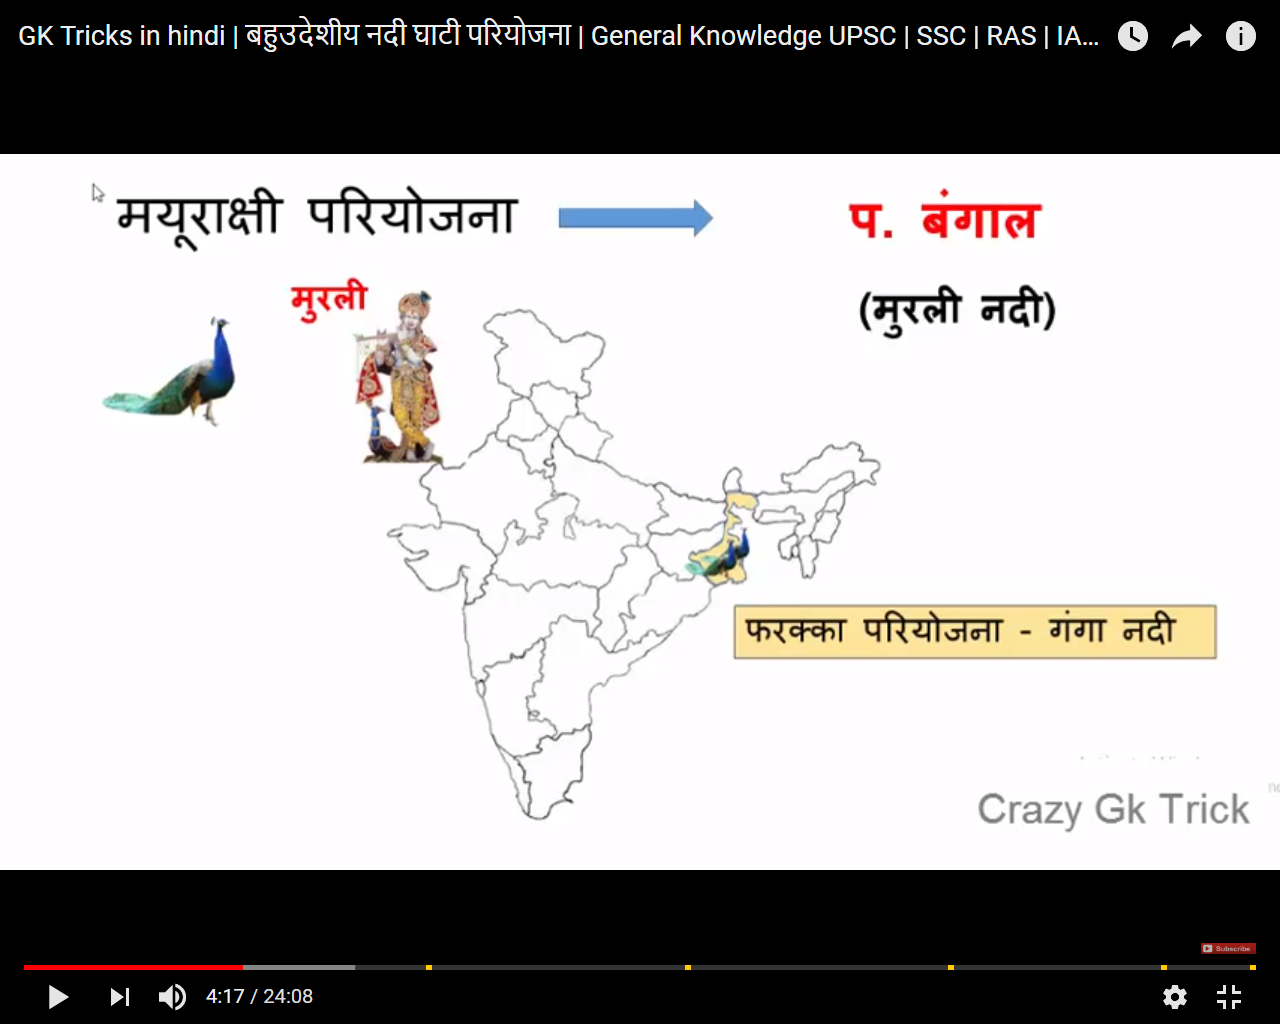 GK Tricks in hindi | बहुउदेशीय नदी घाटी परियोजना | General Knowledge UPSC | SSC | RAS | IA...
मयूराक्षी परियोजना
प. बंगाल
मुरली
(मुरली नदी)
फरक्का परियोजना - गंगा नदी
Crazy Gk Trick
Subscribe
4:17 / 24:08